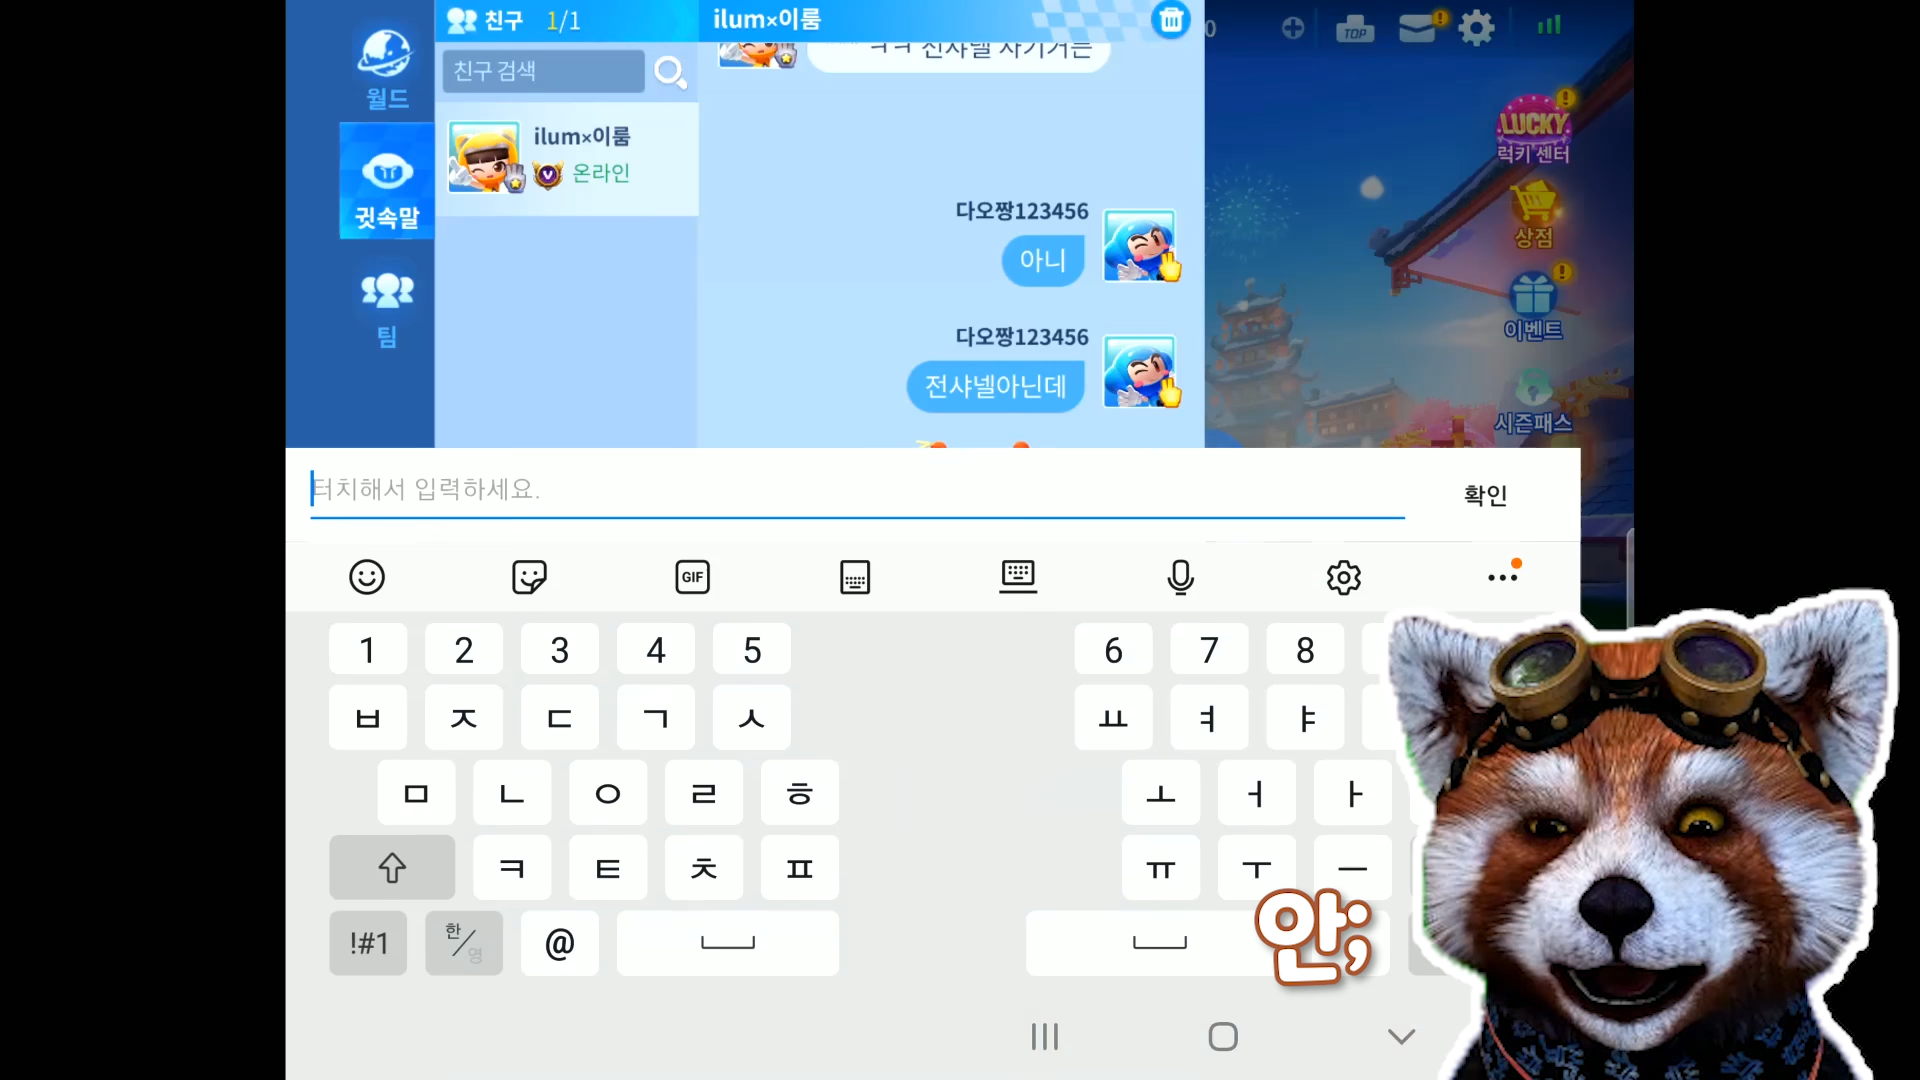 월드
귓속말
팀
친구 1/1
친구 검색
ilum×이룸
온라인
ilum×이룸
다오짱123456
아니
다오짱123456
전샤넬아닌데
0
TOP
LUCKY
럭키 센터
상점
이벤트
시즌패스
터치해서 입력하세요.
확인
GIF
1 2 3 4 5 6 7 8
ㅂ ㅈ ㄷ ㄱ ㅅ ㅛ ㅕ ㅑ
ㅁ ㄴ ㅇ ㄹ ㅎ ㅗ ㅓ ㅏ
ㅋ ㅌ ㅊ ㅍ ㅠ ㅜ ㅡ
!#1 한/영 @
안;